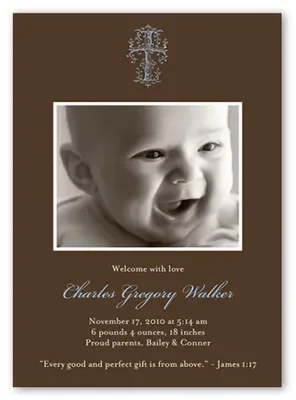 Welcome with love
Charles Gregory Walker
November 17, 2010 at 5:14 am
6 pounds 4 ounces, 18 inches
Proud parents, Bailey & Conner
"Every good and perfect gift is from above." - James 1:17